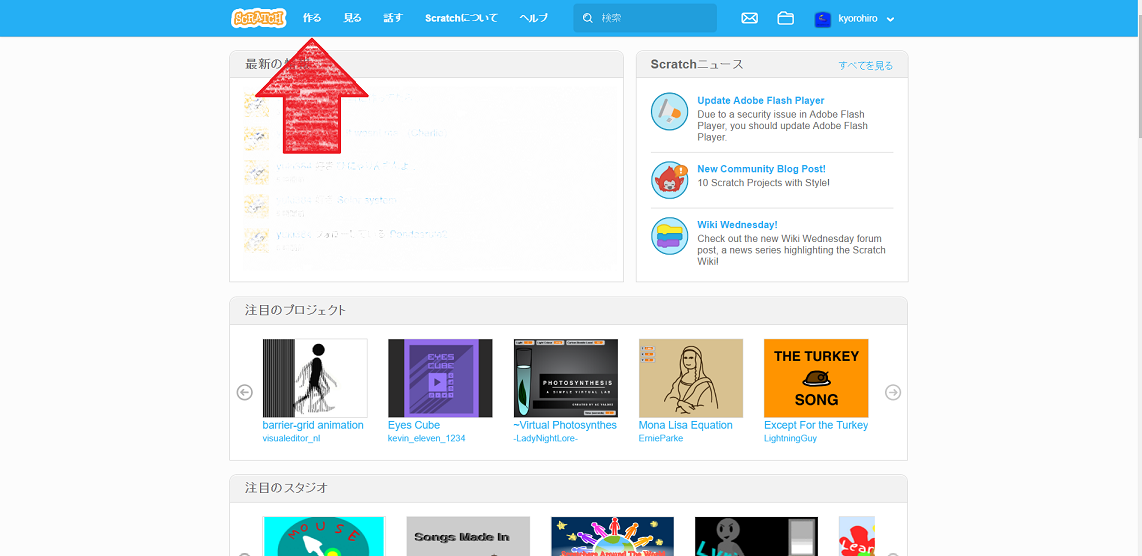 SCRATCH 作る 見る 話す Scratchについて ヘルプ 検索 kyorohiro
最新の
Scratchニュース すべてを見る
Update Adobe Flash Player
Due to a security issue in Adobe Flash
Player, you should update Adobe Flash
Player.
New Community Blog Post!
10 Scratch Projects with Style!
Wiki Wednesday!
Check out the new Wiki Wednesday forum
post, a news series highlighting the Scratch
Wiki!
注目のプロジェクト
EYES
CUBE
PHOTOSYNTHESIS
A SIMPLE VIRTUAL LAB
THE TURKEY
SONG
barrier-grid animation
visualeditor_nl
Eyes Cube
kevin_eleven_1234
~Virtual Photosynthes
-LadyNightLore-
Mona Lisa Equation
ErnieParke
Except For the Turkey
LightningGuy
注目のスタジオ
MOUSE
Songs Made In
Scratchers Around The World